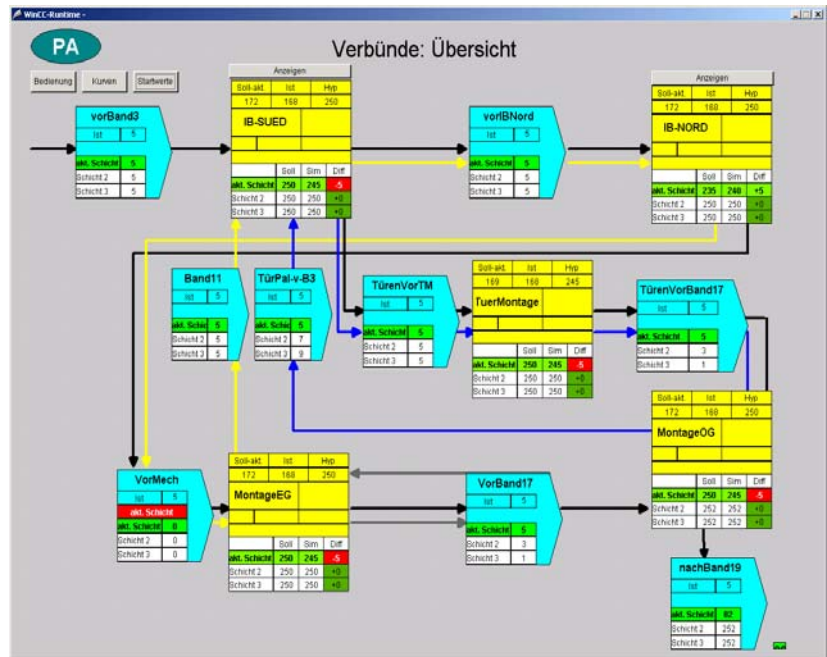 WinCC-Runtime -
PA
Verbünde: Übersicht
Bedienung Kurven Startwerte
Anzeigen
Soll-akt. Ist Hyp
172 168 250
IB-SUED
Soll Sim Diff
akt. Schicht 250 245 -5
Schicht 2 250 250 +0
Schicht 3 250 250 +0
vorBand3
Ist 5
akt. Schicht 5
Schicht 2 5
Schicht 3 5
vorIBNord
Ist 5
akt. Schicht 5
Schicht 2 5
Schicht 3 5
Anzeigen
Soll-akt. Ist Hyp
172 168 250
IB-NORD
Soll Sim Diff
akt. Schicht 235 240 +5
Schicht 2 250 250 +0
Schicht 3 250 250 +0
Band11
Ist 5
akt. Schic 5
Schicht 2 5
Schicht 3 5
TürPal-v-B3
Ist 5
akt. Schic 5
Schicht 2 7
Schicht 3 9
TürenVorTM
Ist 5
akt. Schicht 5
Schicht 2 5
Schicht 3 5
Soll-akt. Ist Hyp
169 168 245
TuerMontage
Soll Sim Diff
akt. Schicht 250 245 -5
Schicht 2 250 250 +0
Schicht 3 250 250 +0
TürenVorBand17
Ist 5
akt. Schicht 5
Schicht 2 3
Schicht 3 1
Soll-akt. Ist Hyp
172 168 250
MontageOG
Soll Sim Diff
akt. Schicht 250 245 -5
Schicht 2 252 252 +0
Schicht 3 252 252 +0
VorMech
Ist 5
akt. Schicht
akt. Schicht 0
Schicht 2 0
Schicht 3 0
Soll-akt. Ist Hyp
172 168 250
MontageEG
Soll Sim Diff
akt. Schicht 250 245 -5
Schicht 2 250 250 +0
Schicht 3 250 250 +0
VorBand17
Ist 5
akt. Schicht 5
Schicht 2 3
Schicht 3 1
nachBand19
Ist 5
akt. Schicht 82
Schicht 2 252
Schicht 3 252